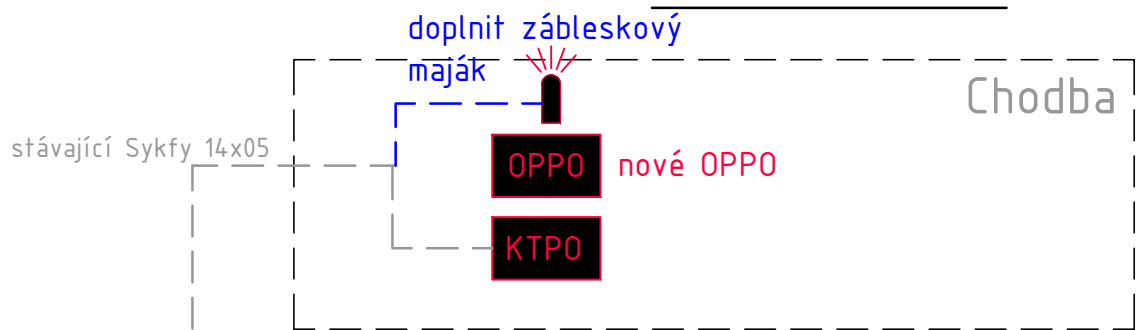 doplnit zábleskový
maják
Chodba
stávající Sykfy 14x05
OPPO nové OPPO
KTPO